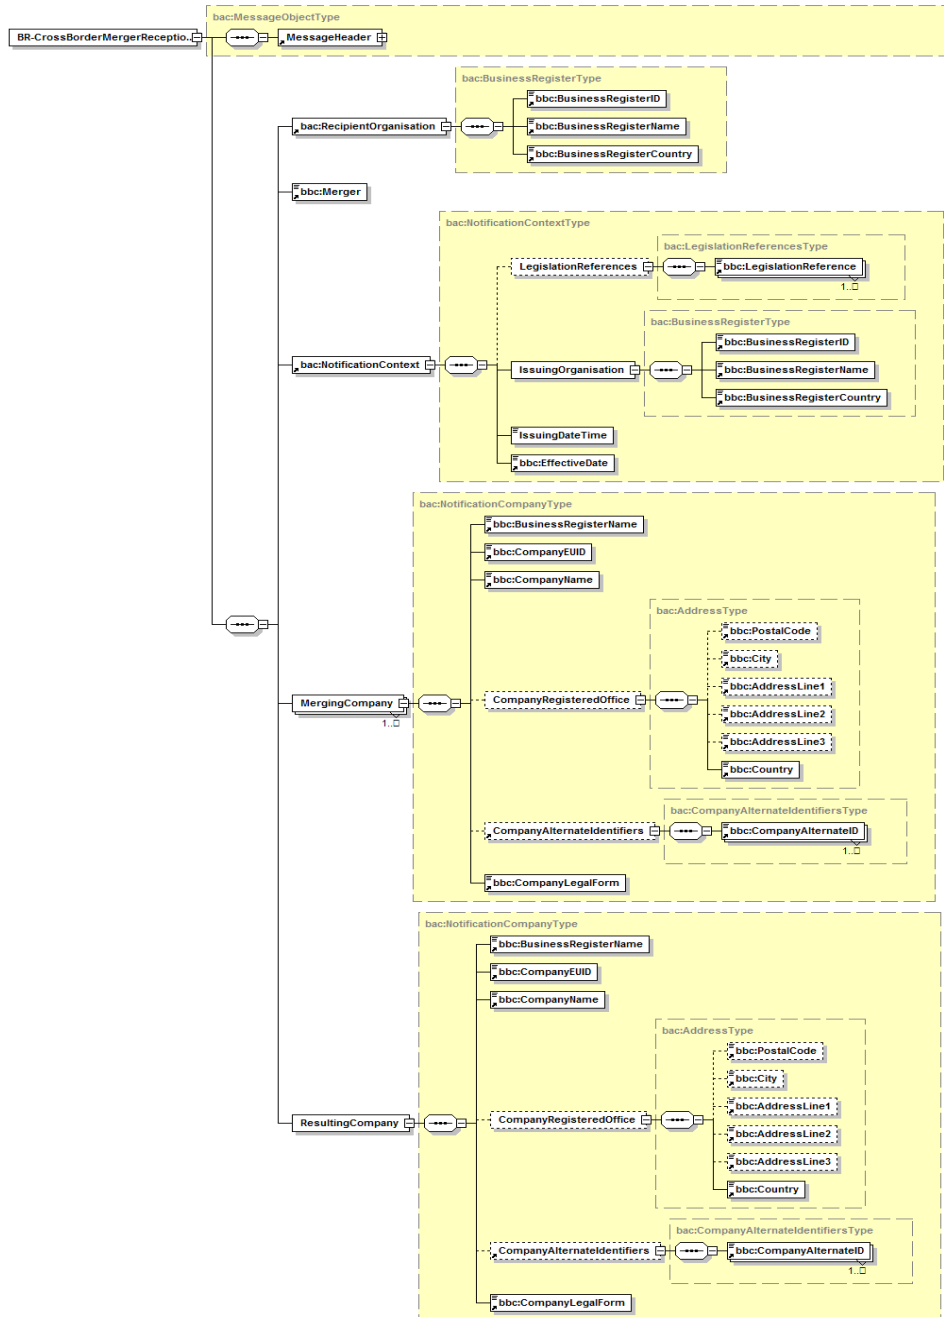 bac:MessageObjectType
BR-CrossBorderMergerReceptio..
MessageHeader
bac:BusinessRegisterType
bbc:BusinessRegisterID
bac:RecipientOrganisation
bbc:BusinessRegisterName
bbc:BusinessRegisterCountry
bbc:Merger
bac:NotificationContextType
bac:LegislationReferencesType
LegislationReferences
bbc:LegislationReference
1..□
bac:BusinessRegisterType
bbc:BusinessRegisterID
bac:NotificationContext
IssuingOrganisation
bbc:BusinessRegisterName
bbc:BusinessRegisterCountry
IssuingDateTime
bbc:EffectiveDate
bac:NotificationCompanyType
bbc:BusinessRegisterName
bbc:CompanyEUID
bbc:CompanyName
bac:AddressType
bbc:PostalCode
bbc:City
bbc:AddressLine1
MergingCompany
1..□
CompanyRegisteredOffice
bbc:AddressLine2
bbc:AddressLine3
bbc:Country
bac:CompanyAlternateIdentifiersType
CompanyAlternateIdentifiers
bbc:CompanyAlternateID
1..□
bbc:CompanyLegalForm
bac:NotificationCompanyType
bbc:BusinessRegisterName
bbc:CompanyEUID
bbc:CompanyName
bac:AddressType
bbc:PostalCode
bbc:City
bbc:AddressLine1
ResultingCompany
CompanyRegisteredOffice
bbc:AddressLine2
bbc:AddressLine3
bbc:Country
bac:CompanyAlternateIdentifiersType
CompanyAlternateIdentifiers
bbc:CompanyAlternateID
1..□
bbc:CompanyLegalForm